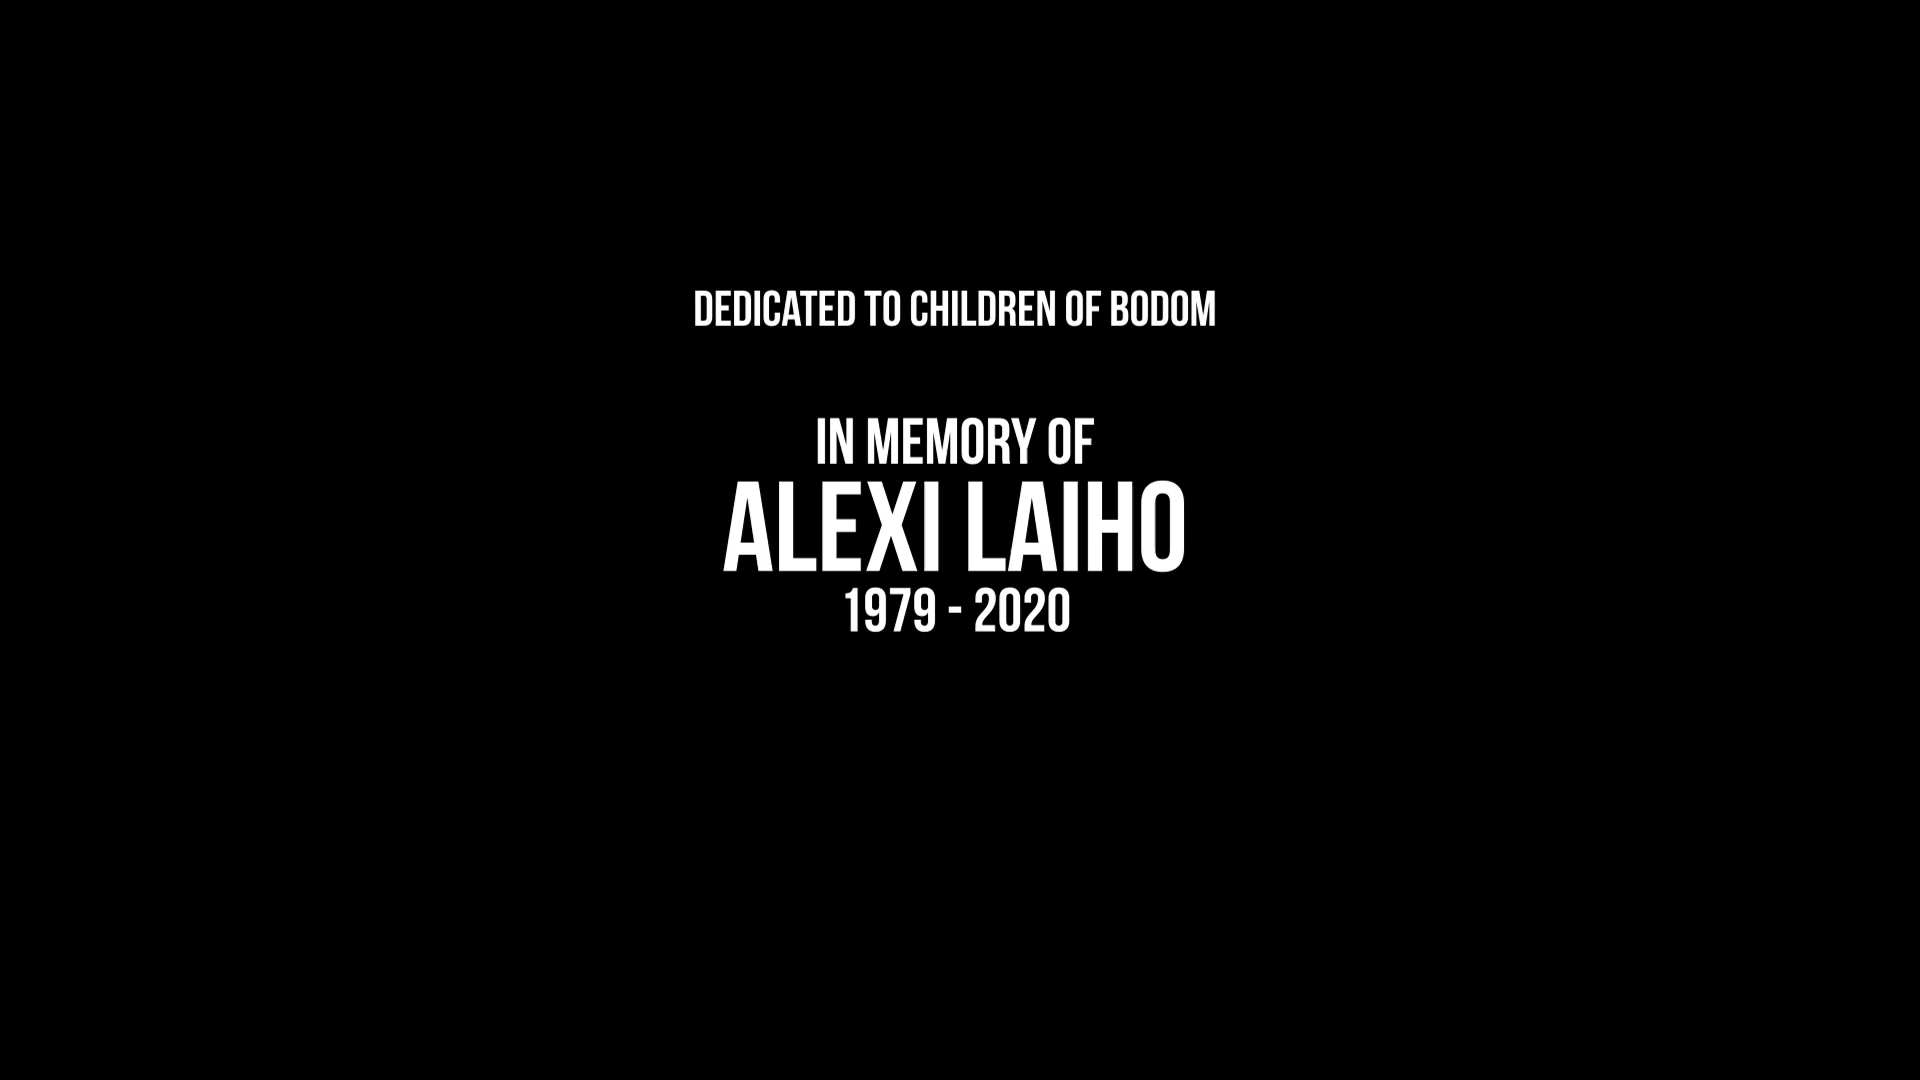 DEDICATED TO CHILDREN OF BODOM
IN MEMORY OF
ALEXI LAIHO
1979 - 2020